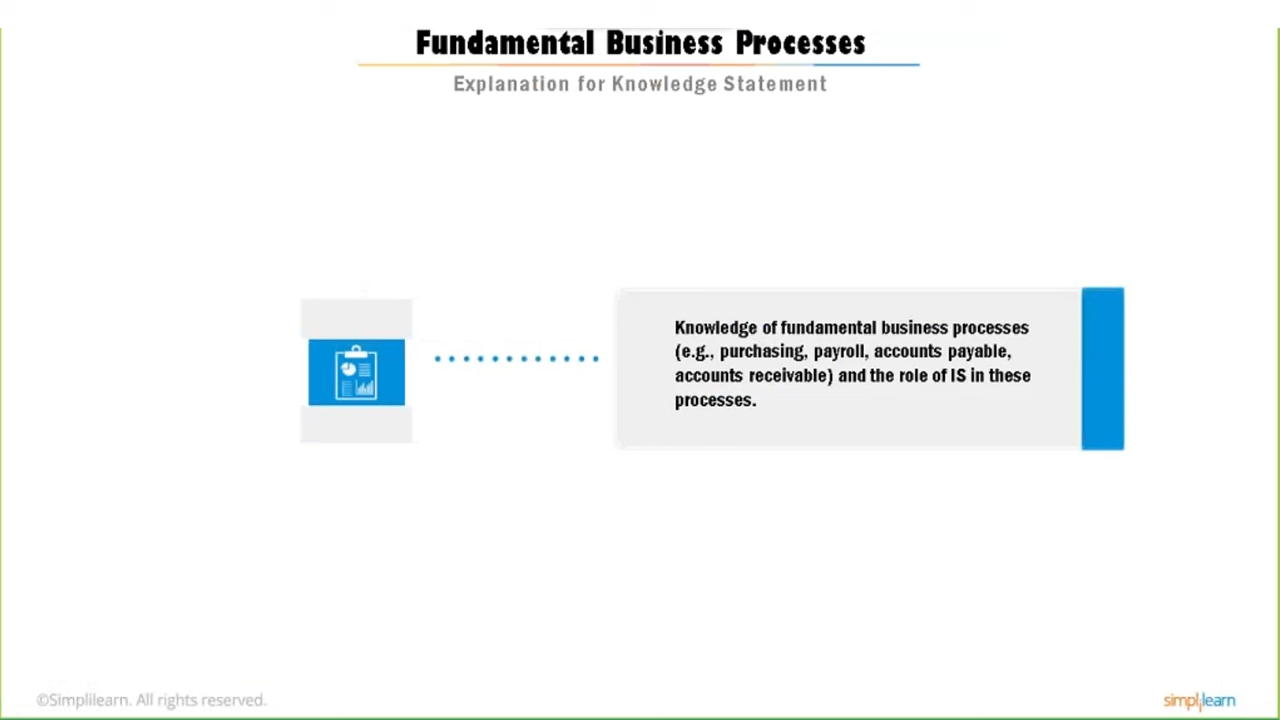 Fundamental Business Processes
Explanation for Knowledge Statement
Knowledge of fundamental business processes
(e.g., purchasing, payroll, accounts payable,
accounts receivable) and the role of IS in these
processes.
©Simplilearn. All rights reserved.
simplilearn